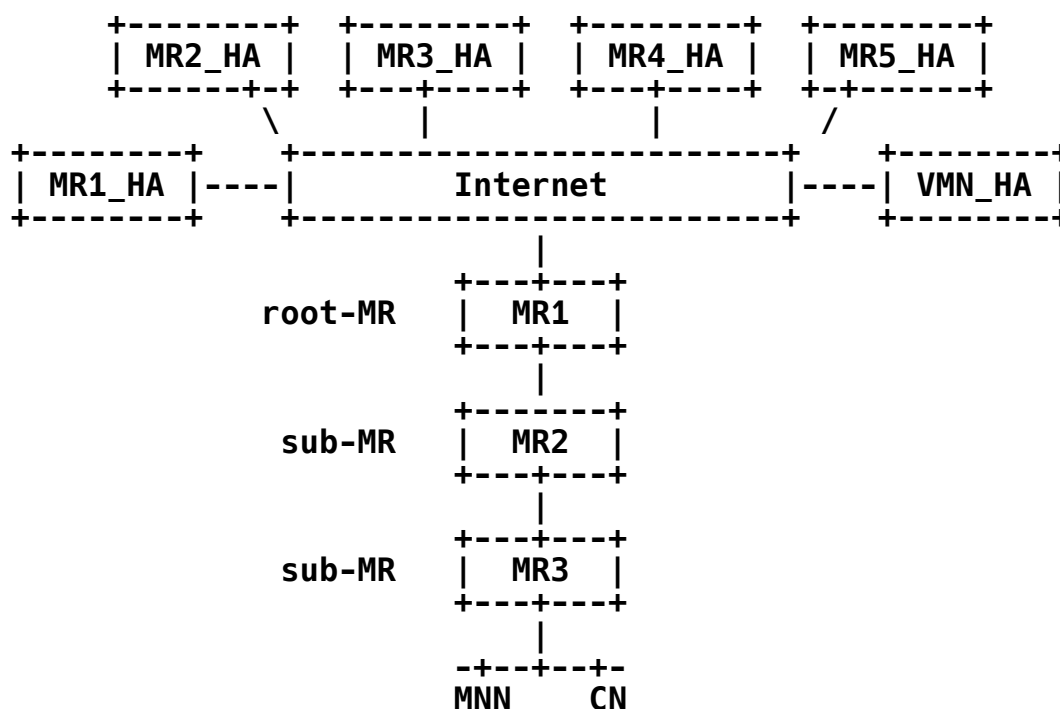 MR2_HA MR3_HA MR4_HA MR5_HA
MR1_HA Internet VMN_HA
root-MR MR1
sub-MR MR2
sub-MR MR3
MNN CN